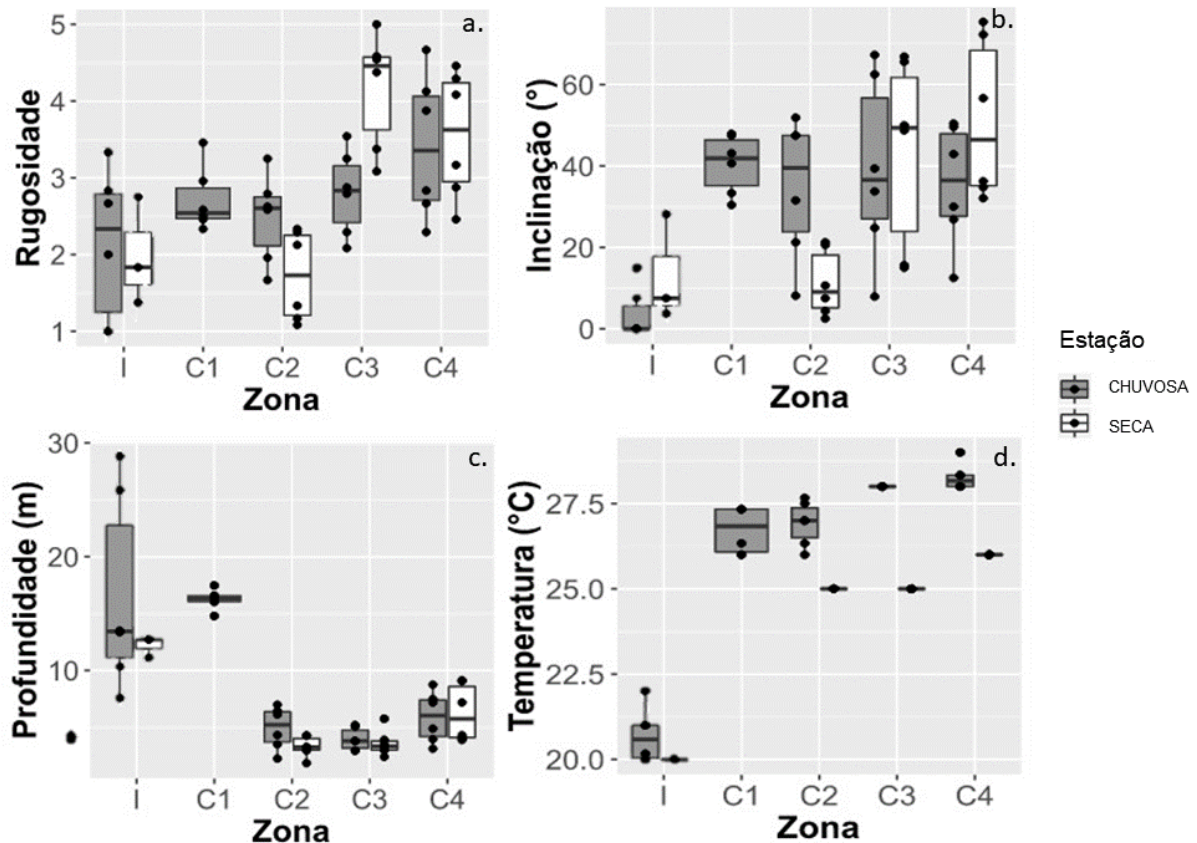 a.
Rugosidade
5
4
3
2
1
I C1 C2 C3 C4
Zona
b.
Inclinação (°)
60
40
20
0
I C1 C2 C3 C4
Zona
Estação
CHUVOSA
SECA
c.
Profundidade (m)
30
20
10
I C1 C2 C3 C4
Zona
d.
Temperatura (°C)
27.5
25.0
22.5
20.0
I C1 C2 C3 C4
Zona